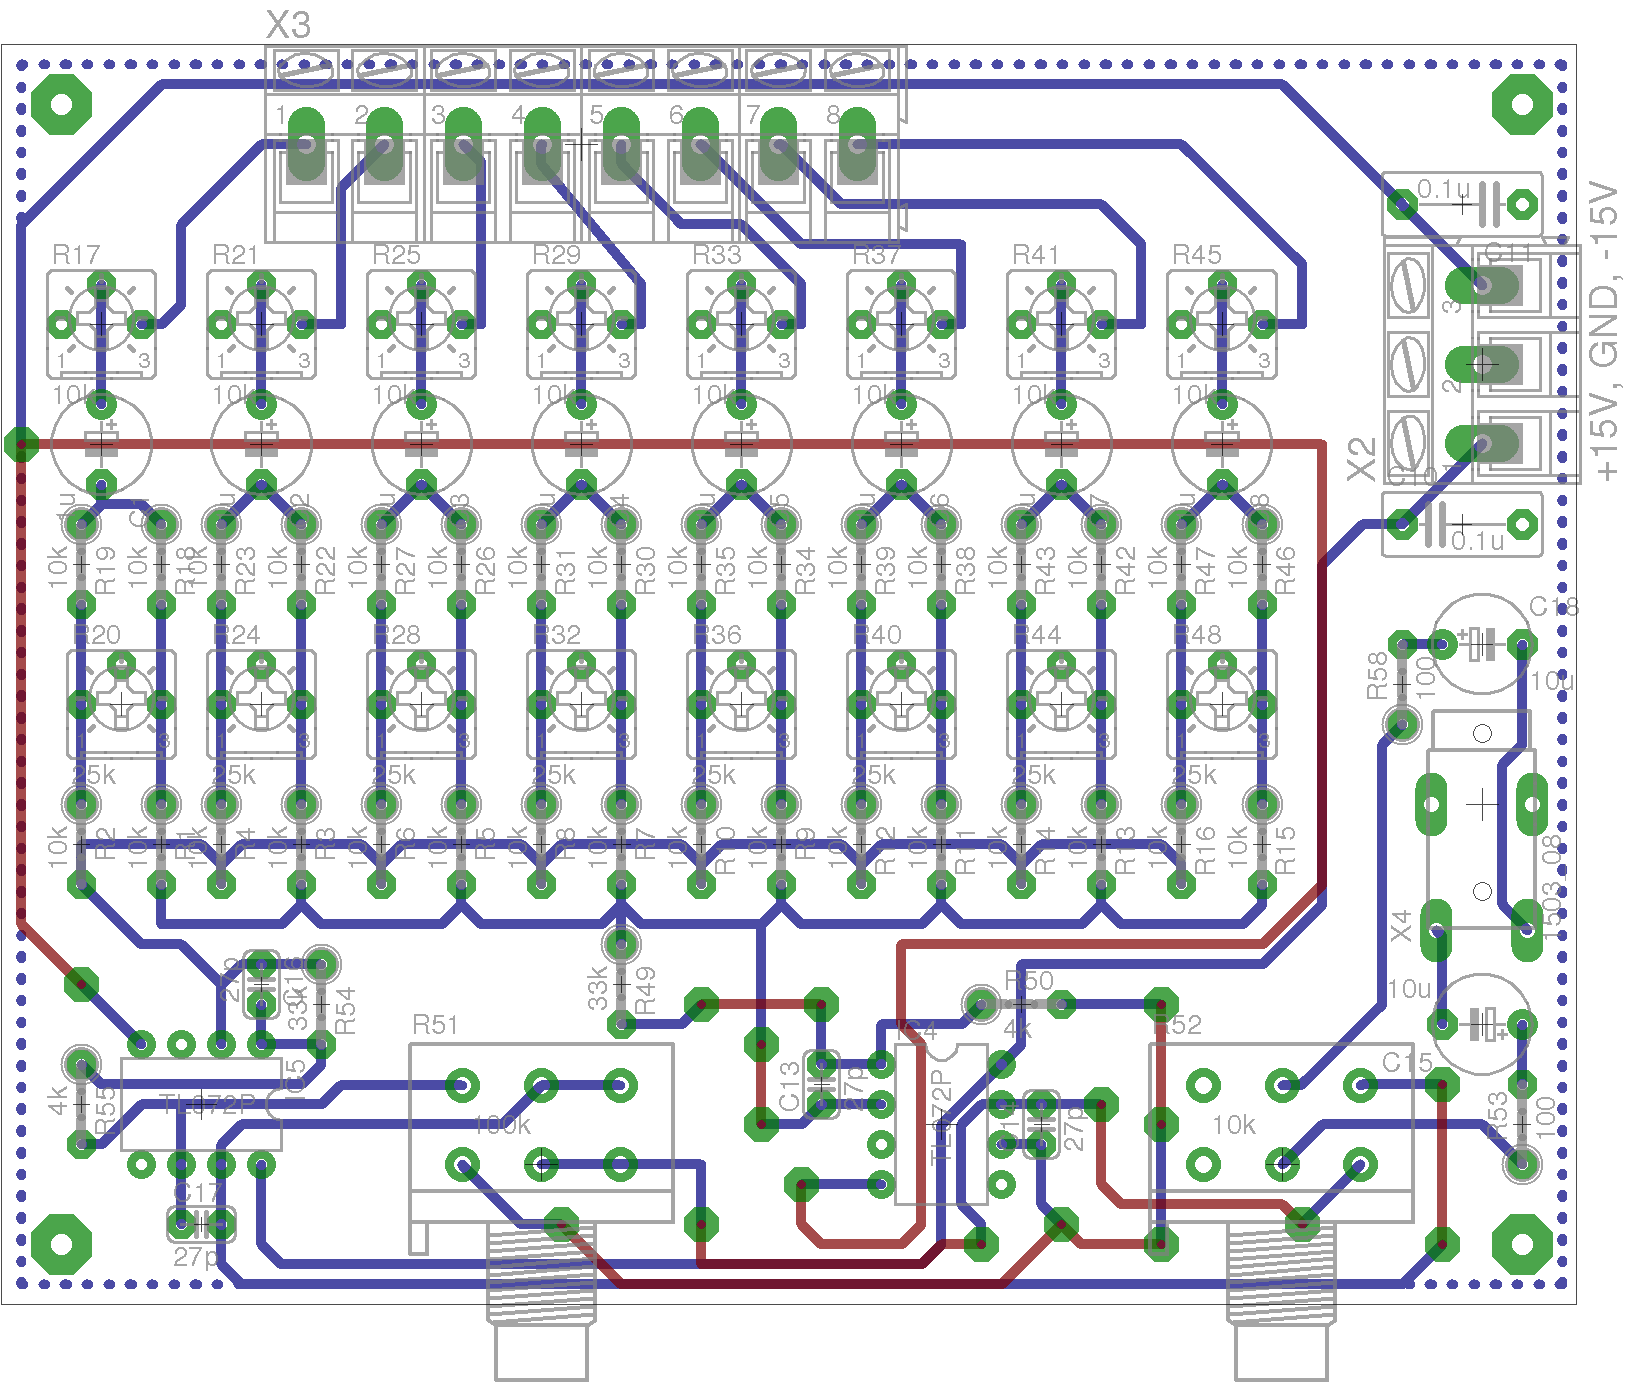 X3
1 2 3 4 5 6 7 8
0.1u
C11
+15V, GND, -15V
R17 R21 R25 R29 R33 R37 R41 R45
3
1 3 1 3 1 3 1 3 1 3 1 3 1 3 1 3
2
10k 10k 10k 10k 10k 10k 10k 10k
X2
1
0.1u
10k R19 10k R18 10k R23 10k R22 10k R27 10k R26 10k R31 10k R30 10k R35 10k R34 10k R39 10k R38 10k R43 10k R42 10k R47 10k R46
C18
R20 R24 R28 R32 R36 R40 R44 R48
R58 100
10u
25k 25k 25k 25k 25k 25k 25k 25k
10k R2 10k R1 10k R4 10k R3 10k R6 10k R5 10k R8 10k R7 10k R10 10k R9 10k R12 10k R11 10k R14 10k R13 10k R16 10k R15
X4
1503_08
27p C16 33k R54
33k R49
R50
10u
R51
IC4
4k
R52
C15
4k R55
TL072P
IC5
C13 27p
TL072P
27p
R53 100
100k
10k
C17
27p